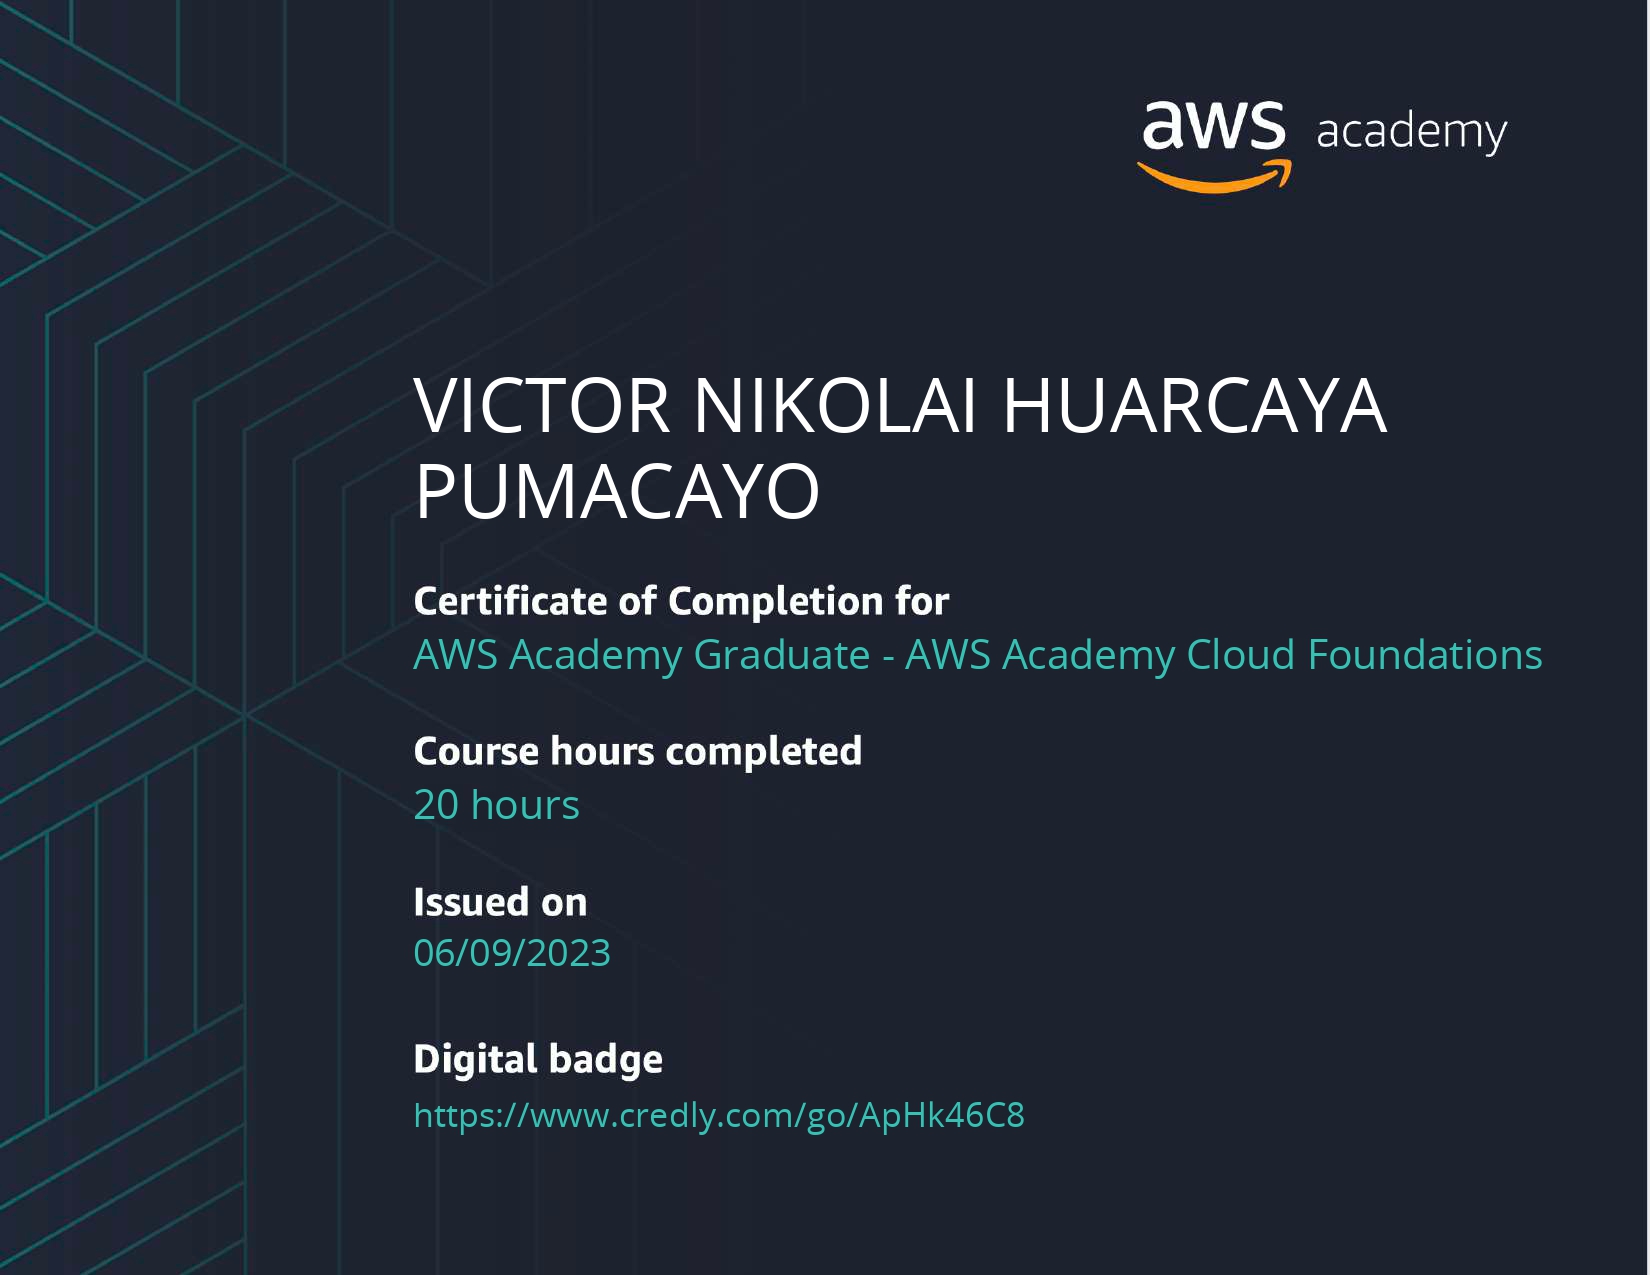 aws academy
VICTOR NIKOLAI HUARCAYA
PUMACAYO
Certificate of Completion for
AWS Academy Graduate - AWS Academy Cloud Foundations
Course hours completed
20 hours
Issued on
06/09/2023
Digital badge
https://www.credly.com/go/ApHk46C8